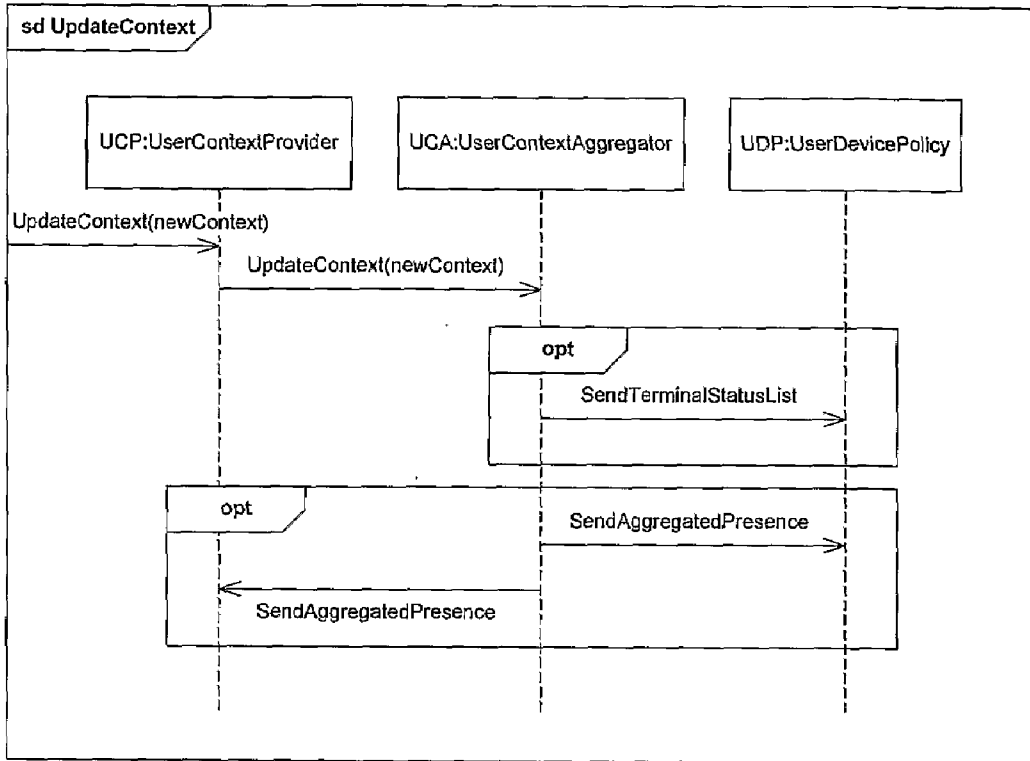 sd UpdateContext
UCP:UserContextProvider
UCA:UserContextAggregator
UDP:UserDevicePolicy
UpdateContext(newContext)
UpdateContext(newContext)
opt
SendTerminalStatusList
opt
SendAggregatedPresence
SendAggregatedPresence